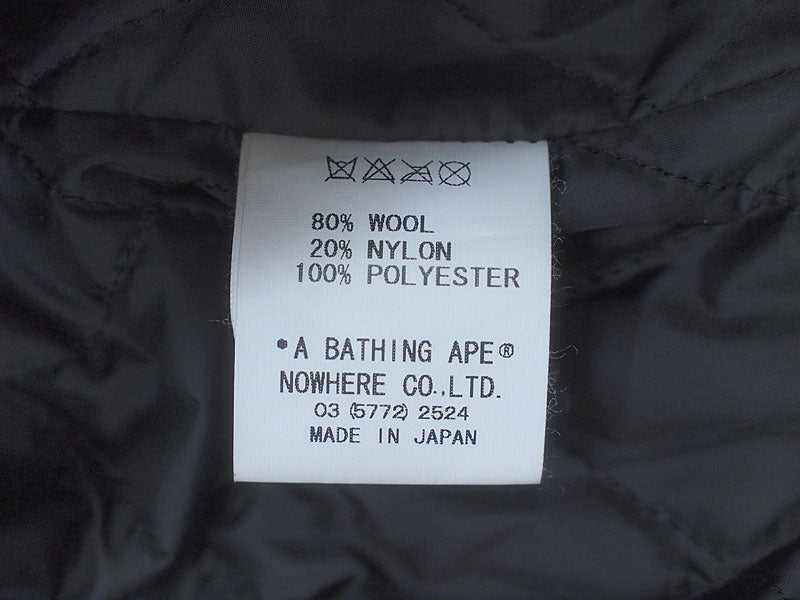 80% WOOL
20% NYLON
100% POLYESTER
*A BATHING APE®
NOWHERE CO.,LTD.
03 (5772) 2524
MADE IN JAPAN